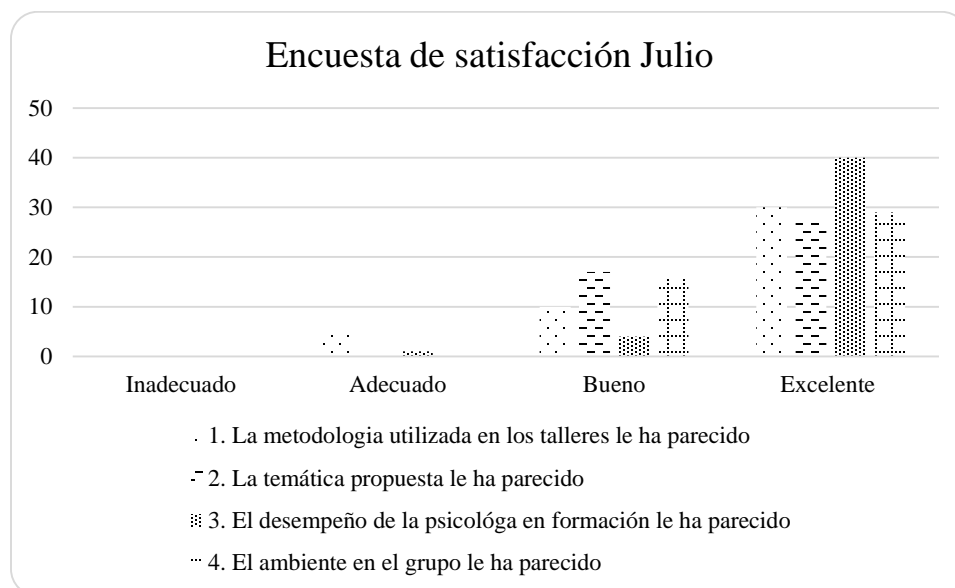 Encuesta de satisfacción Julio
50
40
30
20
10
0
Inadecuado Adecuado Bueno Excelente
1. La metodologia utilizada en los talleres le ha parecido
2. La temática propuesta le ha parecido
3. El desempeño de la psicológa en formación le ha parecido
4. El ambiente en el grupo le ha parecido